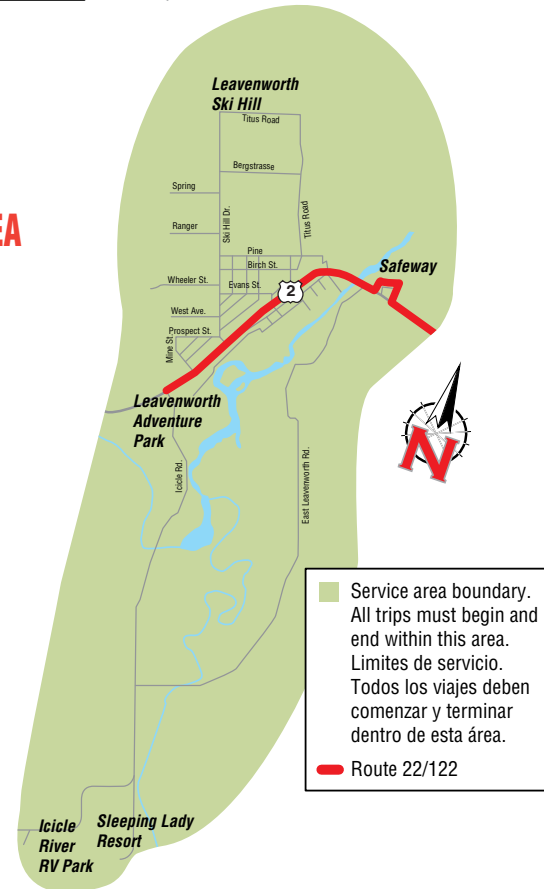 Leavenworth
Ski Hill
Titus Road
Bergstrasse
Spring
Ski Hill Dr.
Titus Road
Ranger
EA
Pine
Birch St.
Safeway
Wheeler St.
Evans St.
2
West Ave.
Prospect St.
Mine St.
Leavenworth
Adventure
Park
N
Icicle Rd.
East Leavenworth Rd.
Service area boundary.
All trips must begin and
end within this area.
Limites de servicio.
Todos los viajes deben
comenzar y terminar
dentro de esta área.
Route 22/122
Icicle
River
RV Park
Sleeping Lady
Resort